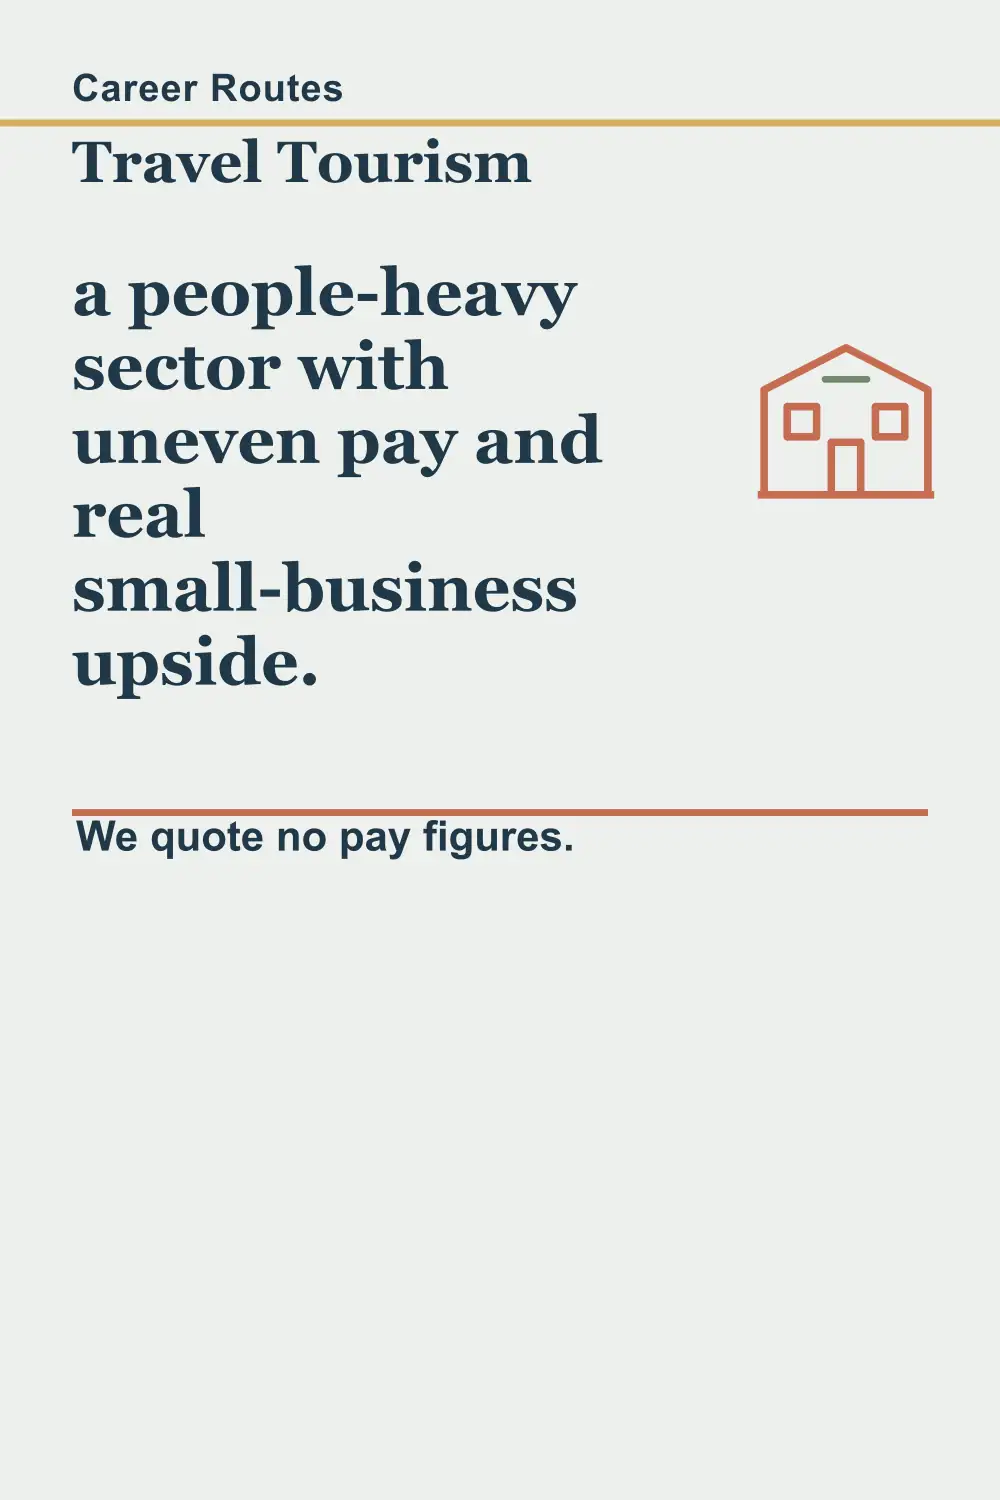 Career Routes
Travel Tourism
a people-heavy
sector with
uneven pay and
real
small-business
upside.
We quote no pay figures.